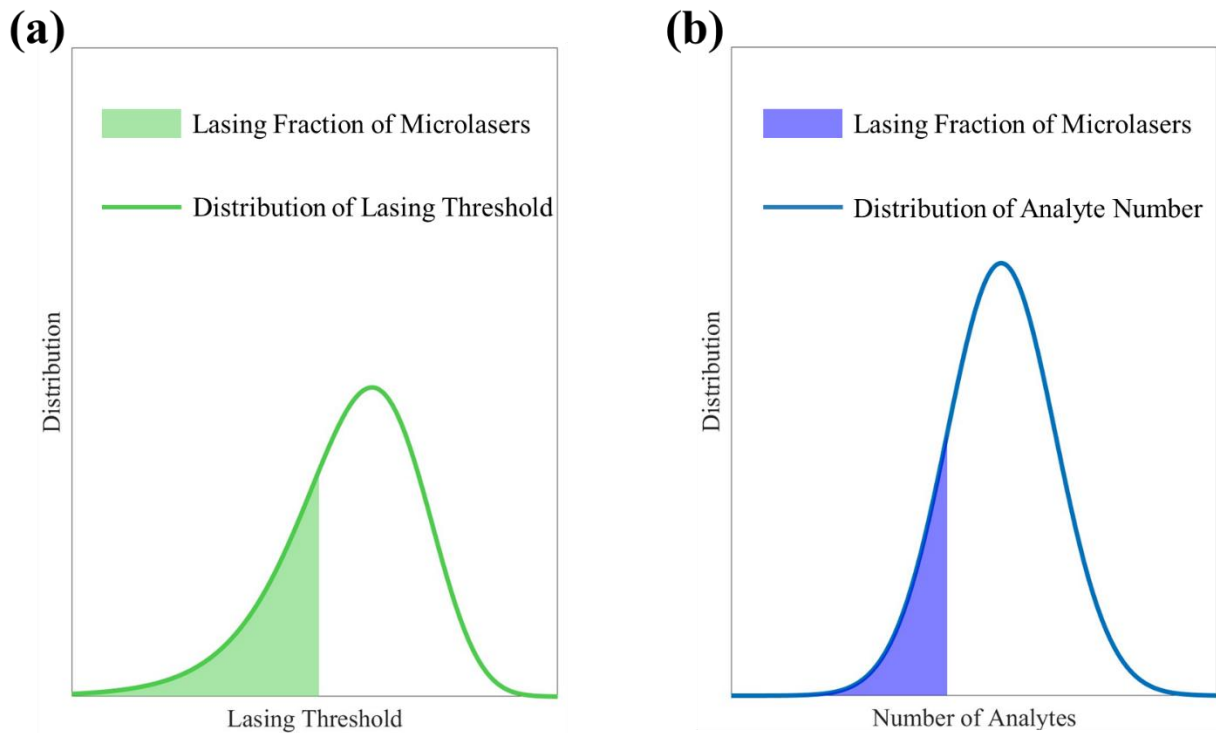 (a)
Lasing Fraction of Microlasers
Distribution of Lasing Threshold
Distribution
Lasing Threshold
(b)
Lasing Fraction of Microlasers
Distribution of Analyte Number
Distribution
Number of Analytes